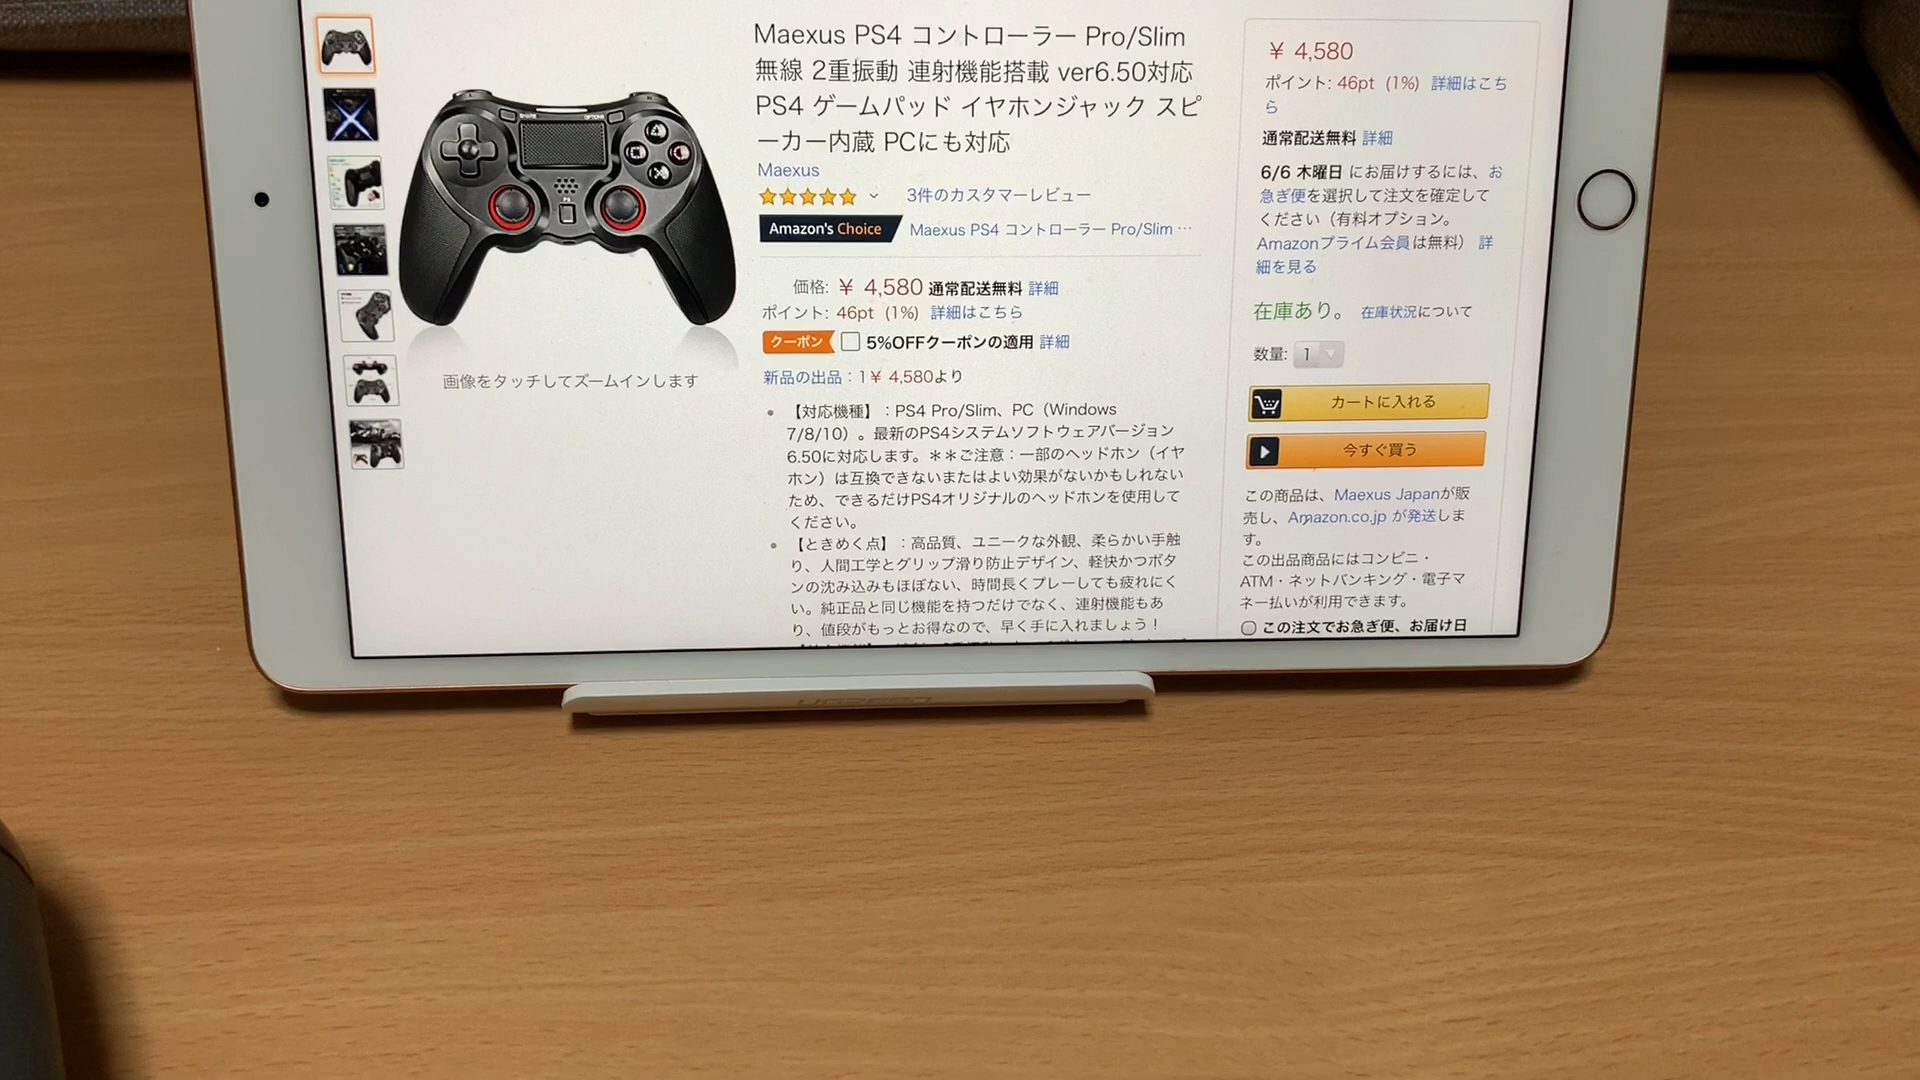 Maexus PS4 コントローラー Pro/Slim
無線 2重振動 連射機能搭載 ver6.50対応
PS4 ゲームパッド イヤホンジャック スピ
ーカー内蔵 PCにも対応
Maexus
3件のカスタマーレビュー
Amazon's Choice
Maexus PS4 コントローラー Pro/Slim …
価格: ¥ 4,580 通常配送無料 詳細
ポイント: 46pt (1%) 詳細はこちら
クーポン 5%OFFクーポンの適用 詳細
新品の出品：1¥ 4,580より
• 【対応機種】：PS4 Pro/Slim、PC（Windows
7/8/10）。最新のPS4システムソフトウェアバージョン
6.50に対応します。＊＊ご注意：一部のヘッドホン（イヤ
ホン）は互換できないまたはよい効果がないかもしれない
ため、できるだけPS4オリジナルのヘッドホンを使用して
ください。
• 【ときめく点】：高品質、ユニークな外観、柔らかい手触
り、人間工学とグリップ滑り防止デザイン、軽快かつボタ
ンの沈み込みもほぼない、時間長くプレーしても疲れにく
い。純正品と同じ機能を持つだけでなく、連射機能もあ
り、値段がもっとお得なので、早く手に入れましょう！
SHARE
OPTIONS
画像をタッチしてズームインします
¥ 4,580
ポイント: 46pt (1%) 詳細はこち
ら
通常配送無料 詳細
6/6 木曜日 にお届けするには、お
急ぎ便を選択して注文を確定して
ください（有料オプション。
Amazonプライム会員は無料） 詳
細を見る
在庫あり。 在庫状況について
数量: 1
カートに入れる
今すぐ買う
この商品は、Maexus Japanが販
売し、Amazon.co.jp が発送しま
す。
この出品商品にはコンビニ・
ATM・ネットバンキング・電子マ
ネー払いが利用できます。
この注文でお急ぎ便、お届け日